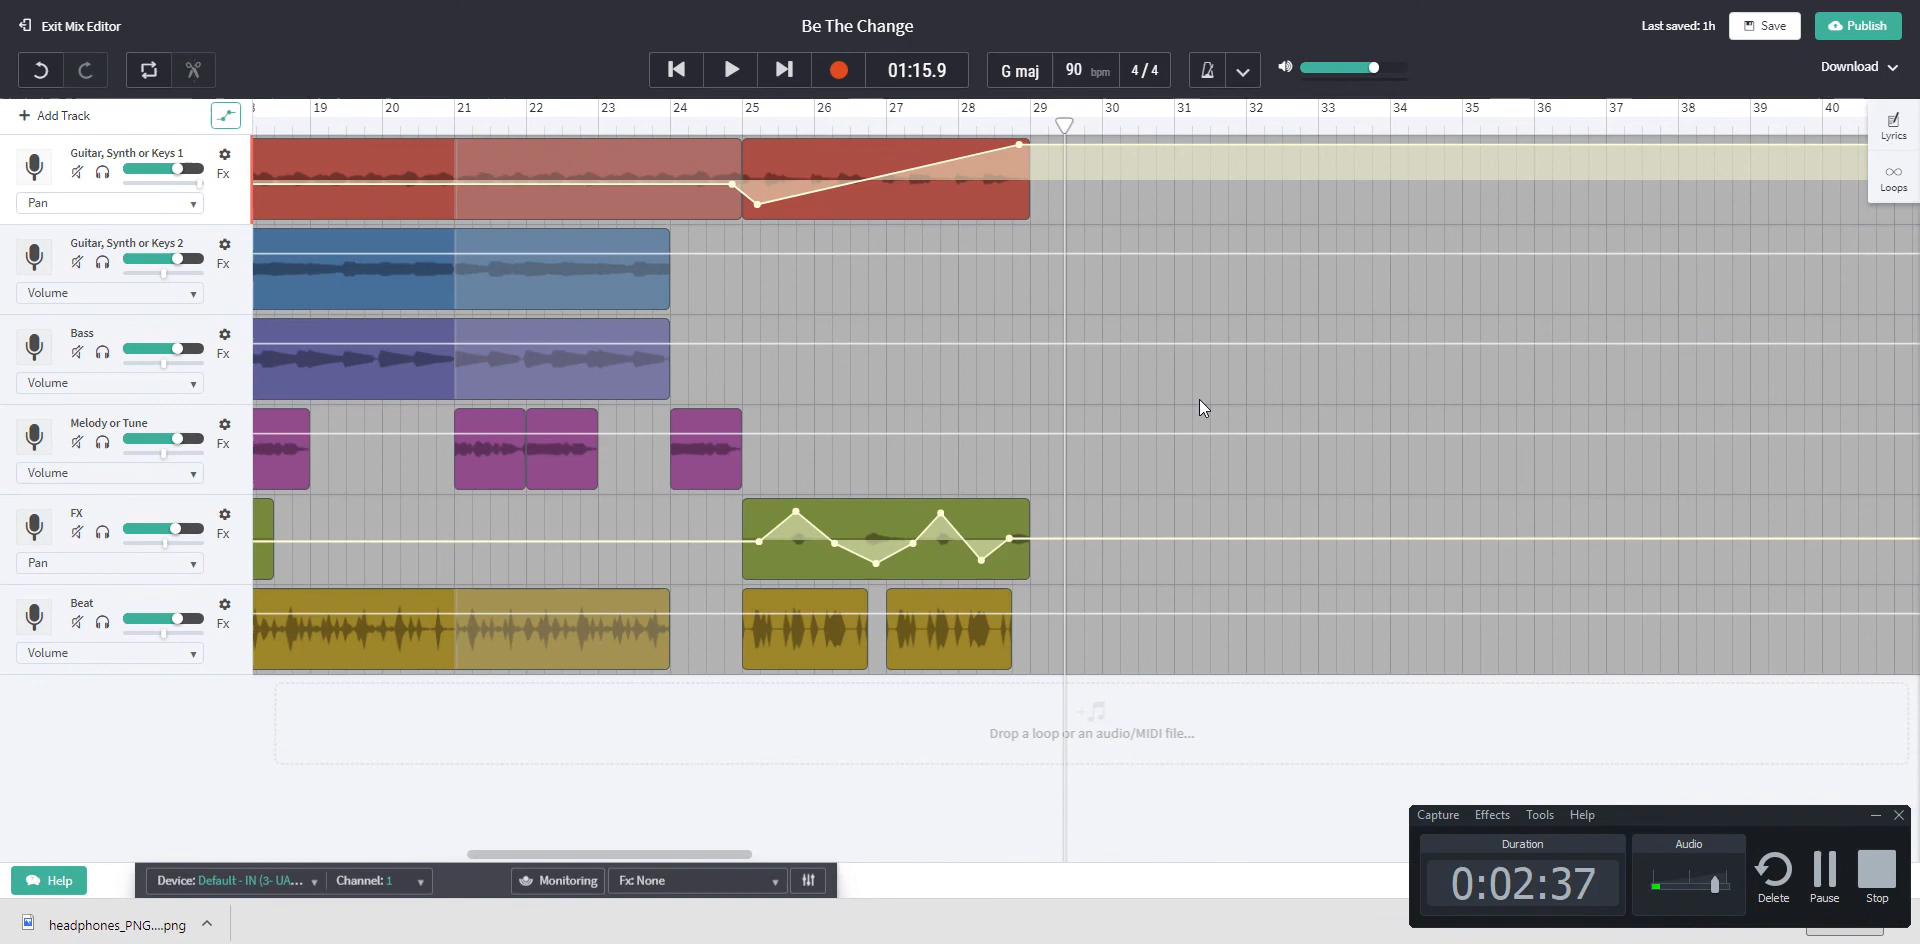 Exit Mix Editor
Be The Change
Last saved: 1h
Save
Publish
01:15.9
G maj
90 bpm
4 / 4
Download
Add Track
19 20 21 22 23 24 25 26 27 28 29 30 31 32 33 34 35 36 37 38 39 40
Lyrics
Loops
Guitar, Synth or Keys 1
Fx
Pan
Guitar, Synth or Keys 2
Fx
Volume
Bass
Fx
Volume
Melody or Tune
Fx
Volume
FX
Fx
Pan
Beat
Fx
Volume
Drop a loop or an audio/MIDI file...
Capture Effects Tools Help
Duration
Audio
0:02:37
Delete
Pause
Stop
Help
Device: Default - IN (3- UA...
Channel: 1
Monitoring
Fx: None
headphones_PNG....png